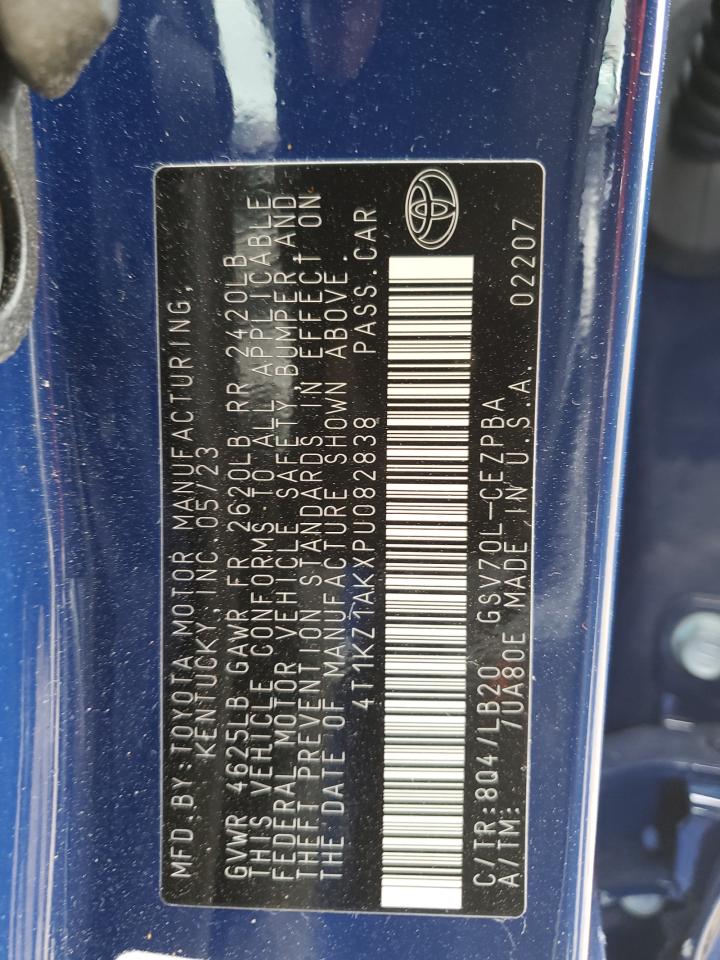 MFD.BY:TOYOTA MOTOR MANUFACTURING,
KENTUCKY, INC 05/23
GVWR 4625LB GAWR FR 2620LB RR 2420LB
THIS VEHICLE CONFORMS TO ALL APPLICABLE
FEDERAL MOTOR VEHICLE SAFETY, BUMPER AND
THEFT PREVENTION STANDARDS IN EFFECT ON
THE DATE OF MANUFACTURE SHOWN ABOVE.
4T1KZ1AKXPU082838 PASS.CAR
C/TR:8Q4/LB20 GSV70L-CEZPBA
A/TM: 7UA80E MADE IN U.S.A. 02207